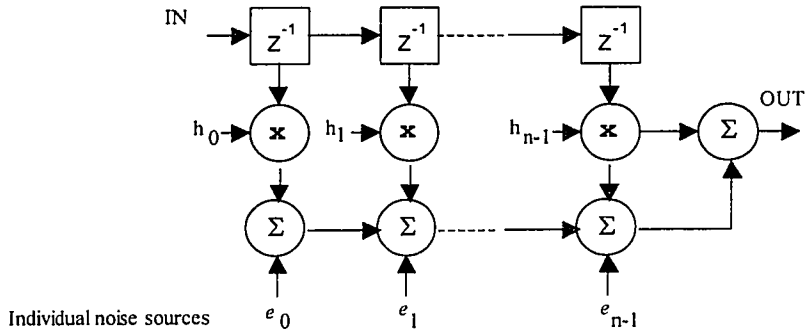 IN
z⁻¹ z⁻¹ z⁻¹
OUT
h₀ x h₁ x hₙ₋₁ x Σ
Σ Σ Σ
Individual noise sources e₀ e₁ eₙ₋₁